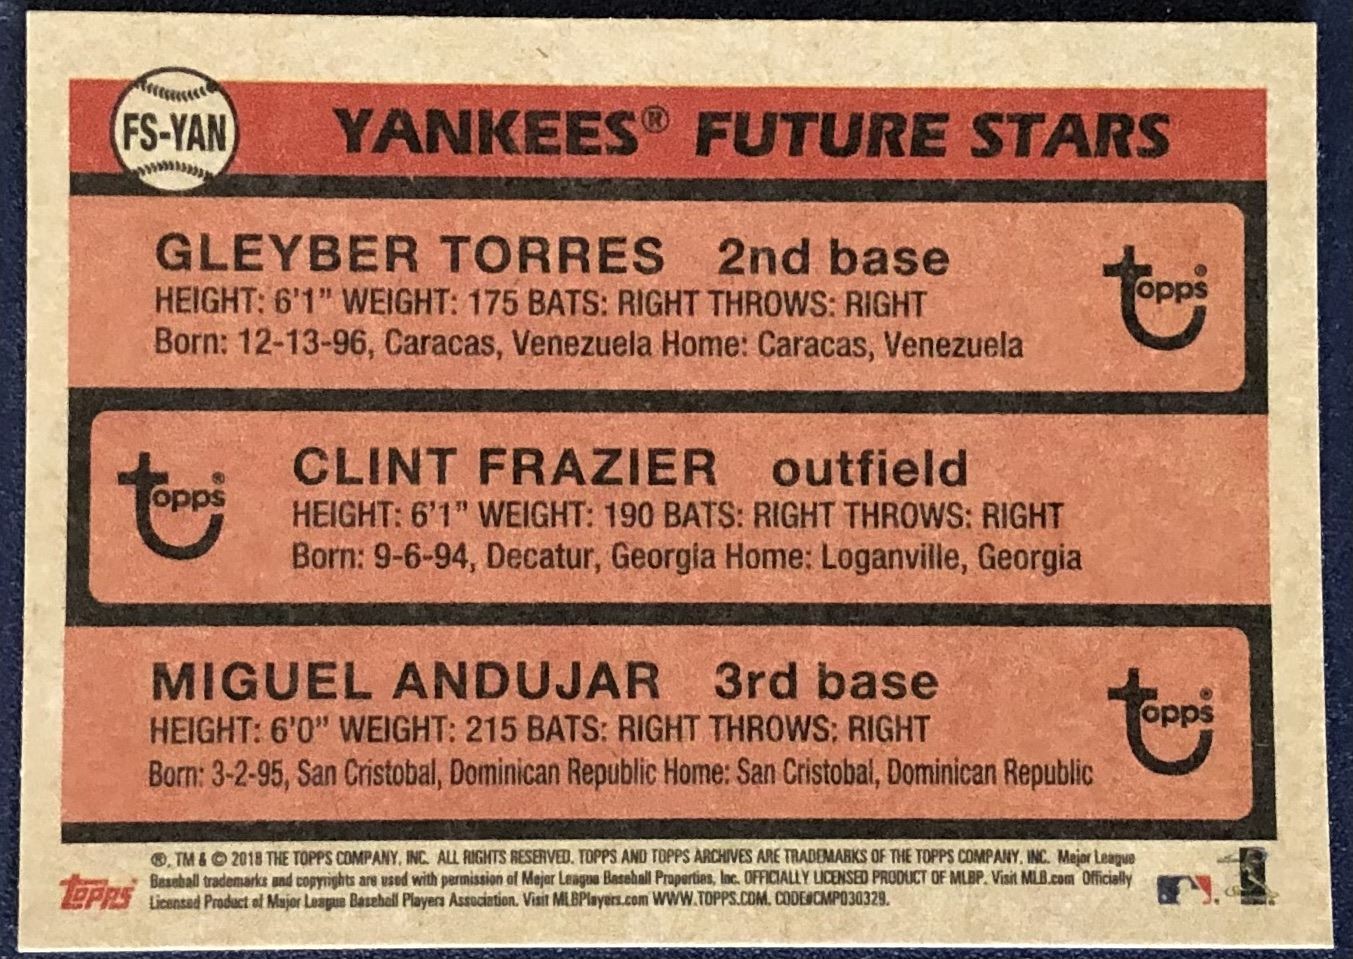 FS-YAN
YANKEES® FUTURE STARS
GLEYBER TORRES 2nd base
HEIGHT: 6'1" WEIGHT: 175 BATS: RIGHT THROWS: RIGHT
Born: 12-13-96, Caracas, Venezuela Home: Caracas, Venezuela
topps®
CLINT FRAZIER outfield
HEIGHT: 6'1" WEIGHT: 190 BATS: RIGHT THROWS: RIGHT
Born: 9-6-94, Decatur, Georgia Home: Loganville, Georgia
topps®
MIGUEL ANDUJAR 3rd base
HEIGHT: 6'0" WEIGHT: 215 BATS: RIGHT THROWS: RIGHT
Born: 3-2-95, San Cristobal, Dominican Republic Home: San Cristobal, Dominican Republic
topps®
®, TM & © 2018 THE TOPPS COMPANY, INC. ALL RIGHTS RESERVED. TOPPS AND TOPPS ARCHIVES ARE TRADEMARKS OF THE TOPPS COMPANY, INC. Major League
Baseball trademarks and copyrights are used with permission of Major League Baseball Properties, Inc. OFFICIALLY LICENSED PRODUCT OF MLBP. Visit MLB.com Officially
Licensed Product of Major League Baseball Players Association. Visit MLBPlayers.com WWW.TOPPS.COM. CODE#CMP030329.
TOPPS